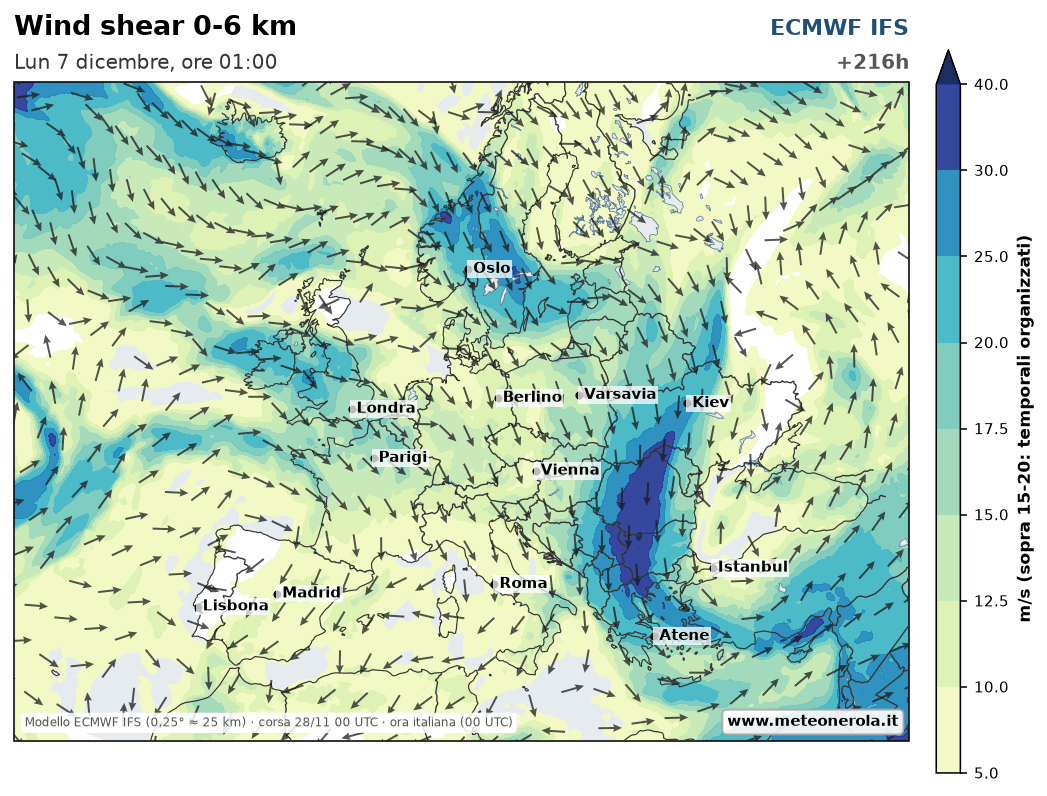 Wind shear 0-6 km
ECMWF IFS
Lun 7 dicembre, ore 01:00
+216h
40.0
30.0
25.0
20.0
17.5
15.0
12.5
10.0
5.0
m/s (sopra 15-20: temporali organizzati)
Oslo
Berlino
Varsavia
Kiev
Londra
Parigi
Vienna
Istanbul
Roma
Madrid
Lisbona
Atene
Modello ECMWF IFS (0,25° ≈ 25 km) · corsa 28/11 00 UTC · ora italiana (00 UTC)
www.meteonerola.it